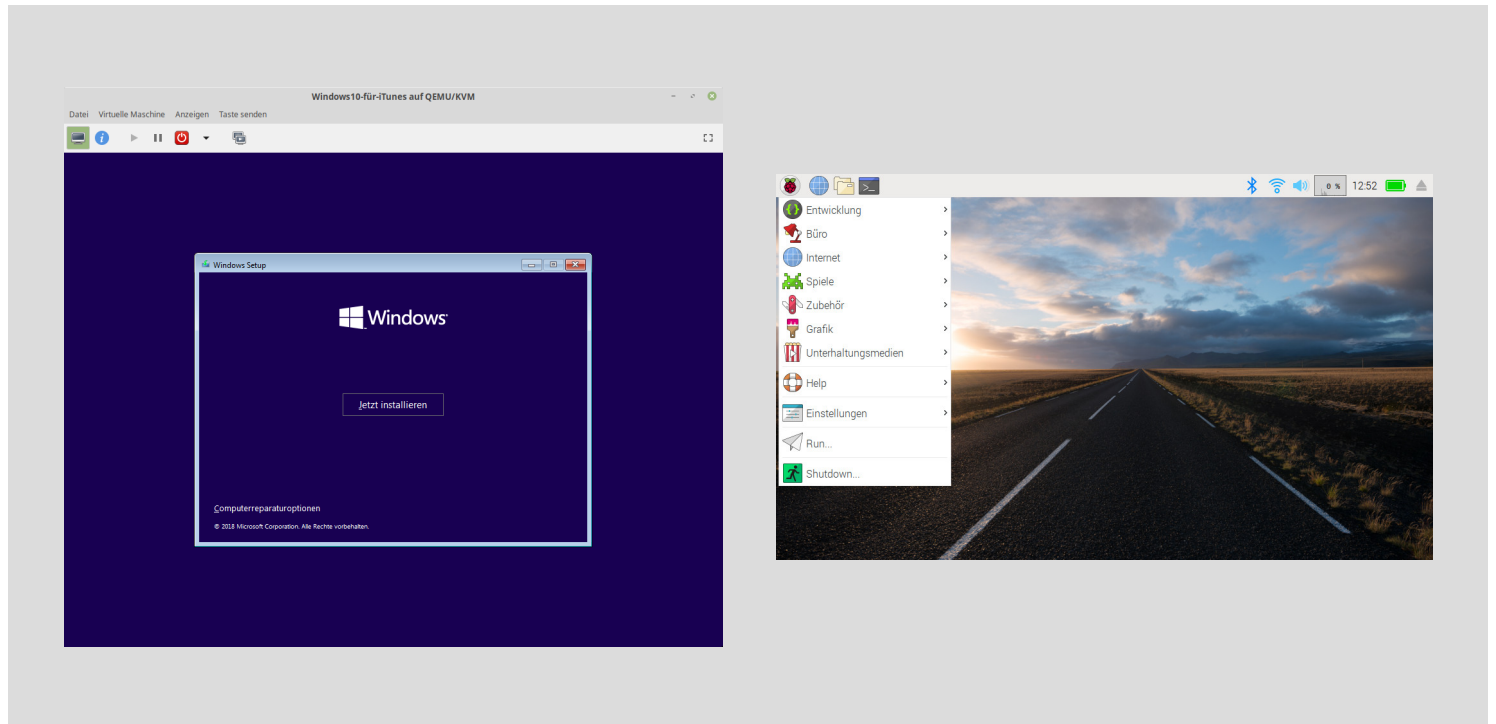 Windows10-für-iTunes auf QEMU/KVM
Datei Virtuelle Maschine Anzeigen Taste senden
Windows Setup
Windows
Jetzt installieren
Computerreparaturoptionen
© 2018 Microsoft Corporation. Alle Rechte vorbehalten.
0 % 12:52
Entwicklung
Büro
Internet
Spiele
Zubehör
Grafik
Unterhaltungsmedien
Help
Einstellungen
Run...
Shutdown...